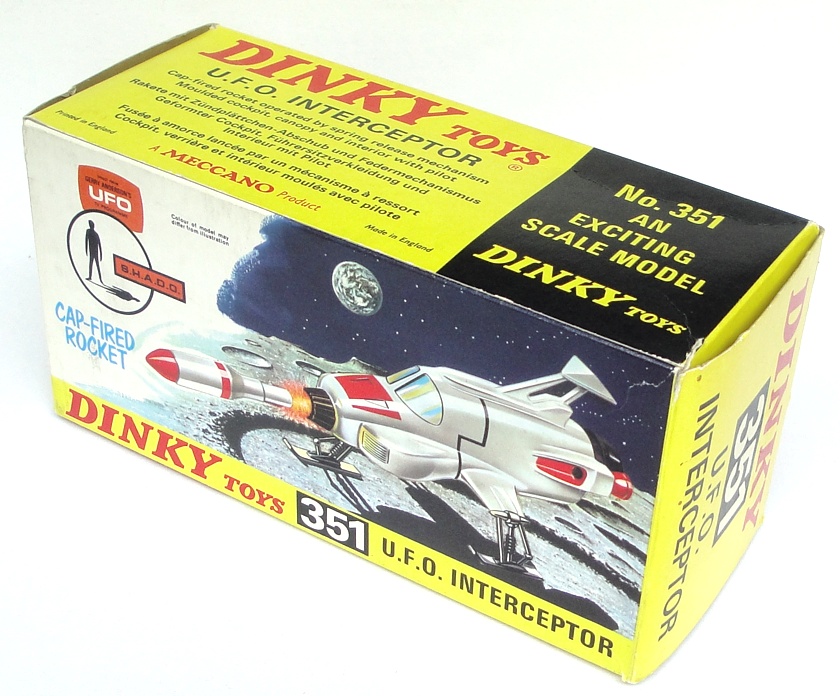 DINKY TOYS®
U.F.O. INTERCEPTOR
Cap-fired rocket operated by spring release mechanism
Moulded cockpit, canopy and interior with pilot
Rakete mit Zündplättchen-Abschub und Federmechanismus
Geformter Cockpit, Führersitzverkleidung und
Interieur mit Pilot
Fusée à amorce lancée par un mécanisme à ressort
Cockpit, verrière et intérieur moulés avec pilote
A MECCANO Product
Printed in England
Made in England
No. 351
AN
EXCITING
SCALE MODEL
DINKY TOYS
GERRY ANDERSON'S
UFO
Colour of model may
differ from illustration
S.H.A.D.O.
CAP-FIRED
ROCKET
DINKY TOYS 351 U.F.O. INTERCEPTOR
DINKY
351
U.F.O.
INTERCEPTOR